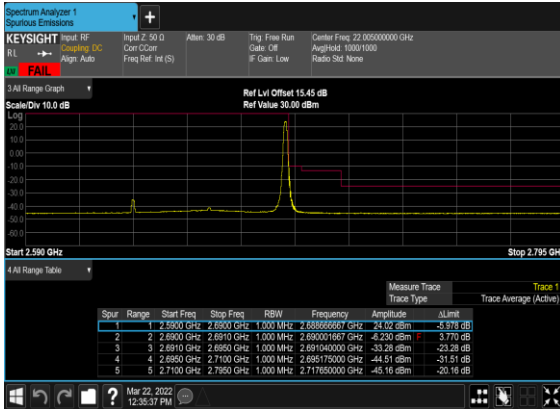 Spectrum Analyzer 1
Spurious Emissions
KEYSIGHT
RL
Input: RF
Coupling: DC
Align: Auto
Input Z: 50 Ω
Corr CCorr
Freq Ref: Int (S)
Atten: 30 dB
Trig: Free Run
Gate: Off
IF Gain: Low
Center Freq: 22.005000000 GHz
Avg|Hold: 1000/1000
Radio Std: None
FAIL
3 All Range Graph
Ref Lvl Offset 15.45 dB
Scale/Div 10.0 dB
Ref Value 30.00 dBm
Log
20.0
10.0
0.00
-10.0
-20.0
-30.0
-40.0
-50.0
-60.0
Start 2.590 GHz
Stop 2.795 GH
4 All Range Table
Measure Trace Trace 1
Trace Type Trace Average (Active)
Spur Range Start Freq Stop Freq RBW Frequency Amplitude ΔLimit
1 1 2.5900 GHz 2.6900 GHz 1.000 MHz 2.688666667 GHz 24.02 dBm -5.978 dB
2 2 2.6900 GHz 2.6910 GHz 1.000 MHz 2.690001667 GHz -6.230 dBm F 3.770 dB
3 3 2.6910 GHz 2.6950 GHz 1.000 MHz 2.691040000 GHz -33.28 dBm -23.28 dB
4 4 2.6950 GHz 2.7100 GHz 1.000 MHz 2.695175000 GHz -44.51 dBm -31.51 dB
5 5 2.7100 GHz 2.7950 GHz 1.000 MHz 2.717650000 GHz -45.16 dBm -20.16 dB
?
Mar 22, 2022
12:35:37 PM